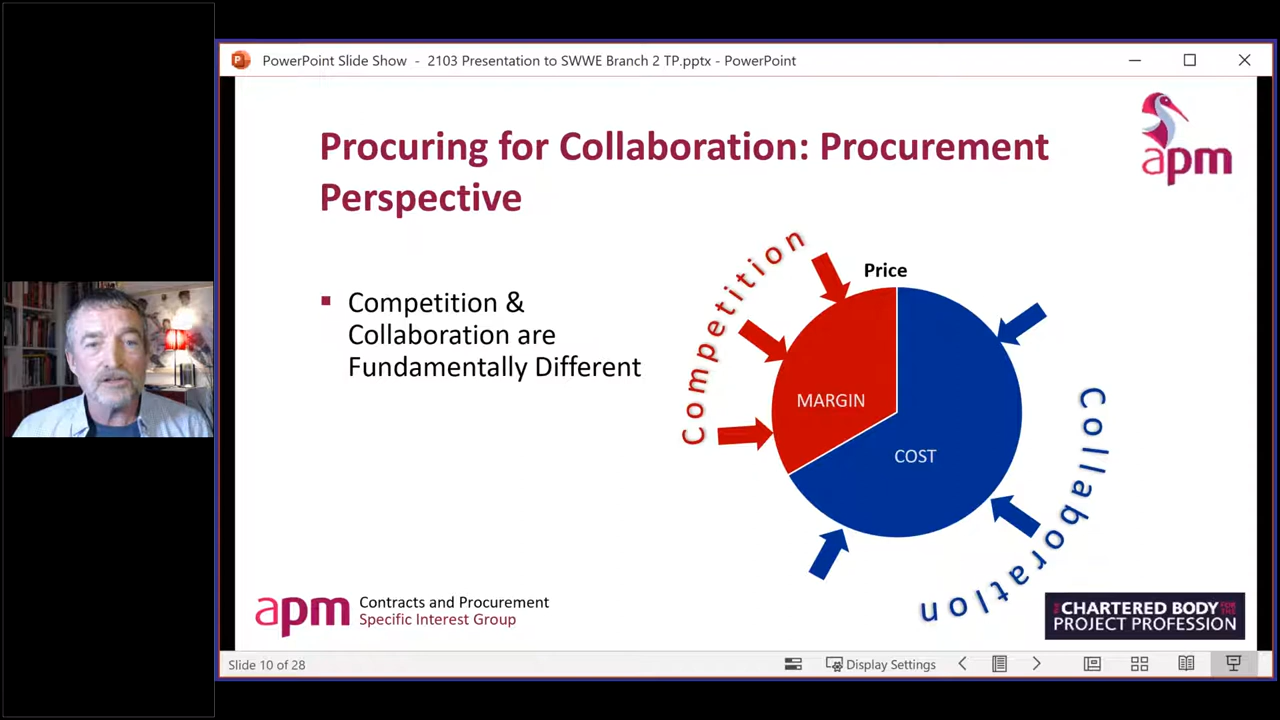 PowerPoint Slide Show - 2103 Presentation to SWWE Branch 2 TP.pptx - PowerPoint
Procuring for Collaboration: Procurement
Perspective
apm
▪ Competition &
Collaboration are
Fundamentally Different
Competition
Price
MARGIN
COST
Collaboration
apm
Contracts and Procurement
Specific Interest Group
CHARTERED BODY
FOR THE
PROJECT PROFESSION
Slide 10 of 28
Display Settings